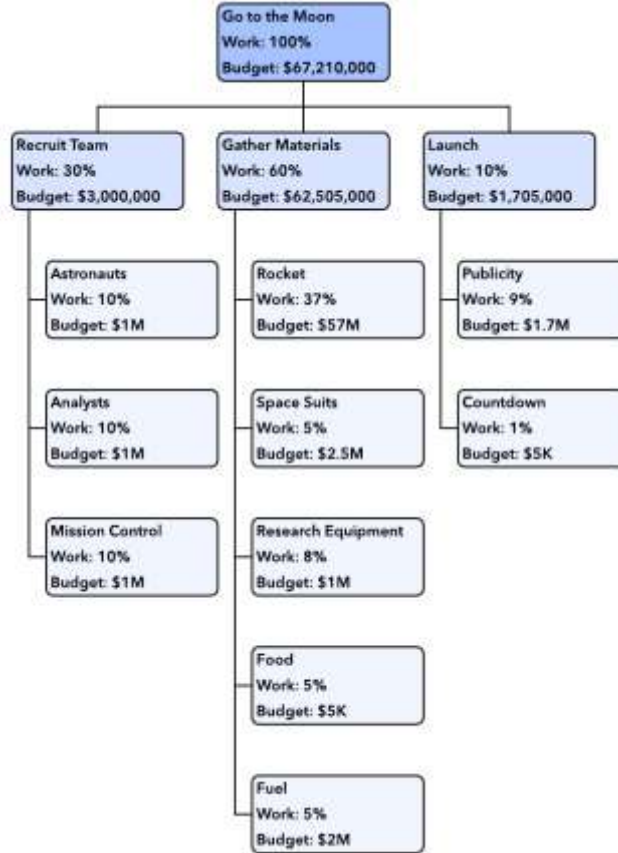 Go to the Moon
Work: 100%
Budget: $67,210,000
Recruit Team
Work: 30%
Budget: $3,000,000
Astronauts
Work: 10%
Budget: $1M
Analysts
Work: 10%
Budget: $1M
Mission Control
Work: 10%
Budget: $1M
Gather Materials
Work: 60%
Budget: $62,505,000
Rocket
Work: 37%
Budget: $57M
Space Suits
Work: 5%
Budget: $2.5M
Research Equipment
Work: 8%
Budget: $1M
Food
Work: 5%
Budget: $5K
Fuel
Work: 5%
Budget: $2M
Launch
Work: 10%
Budget: $1,705,000
Publicity
Work: 9%
Budget: $1.7M
Countdown
Work: 1%
Budget: $5K